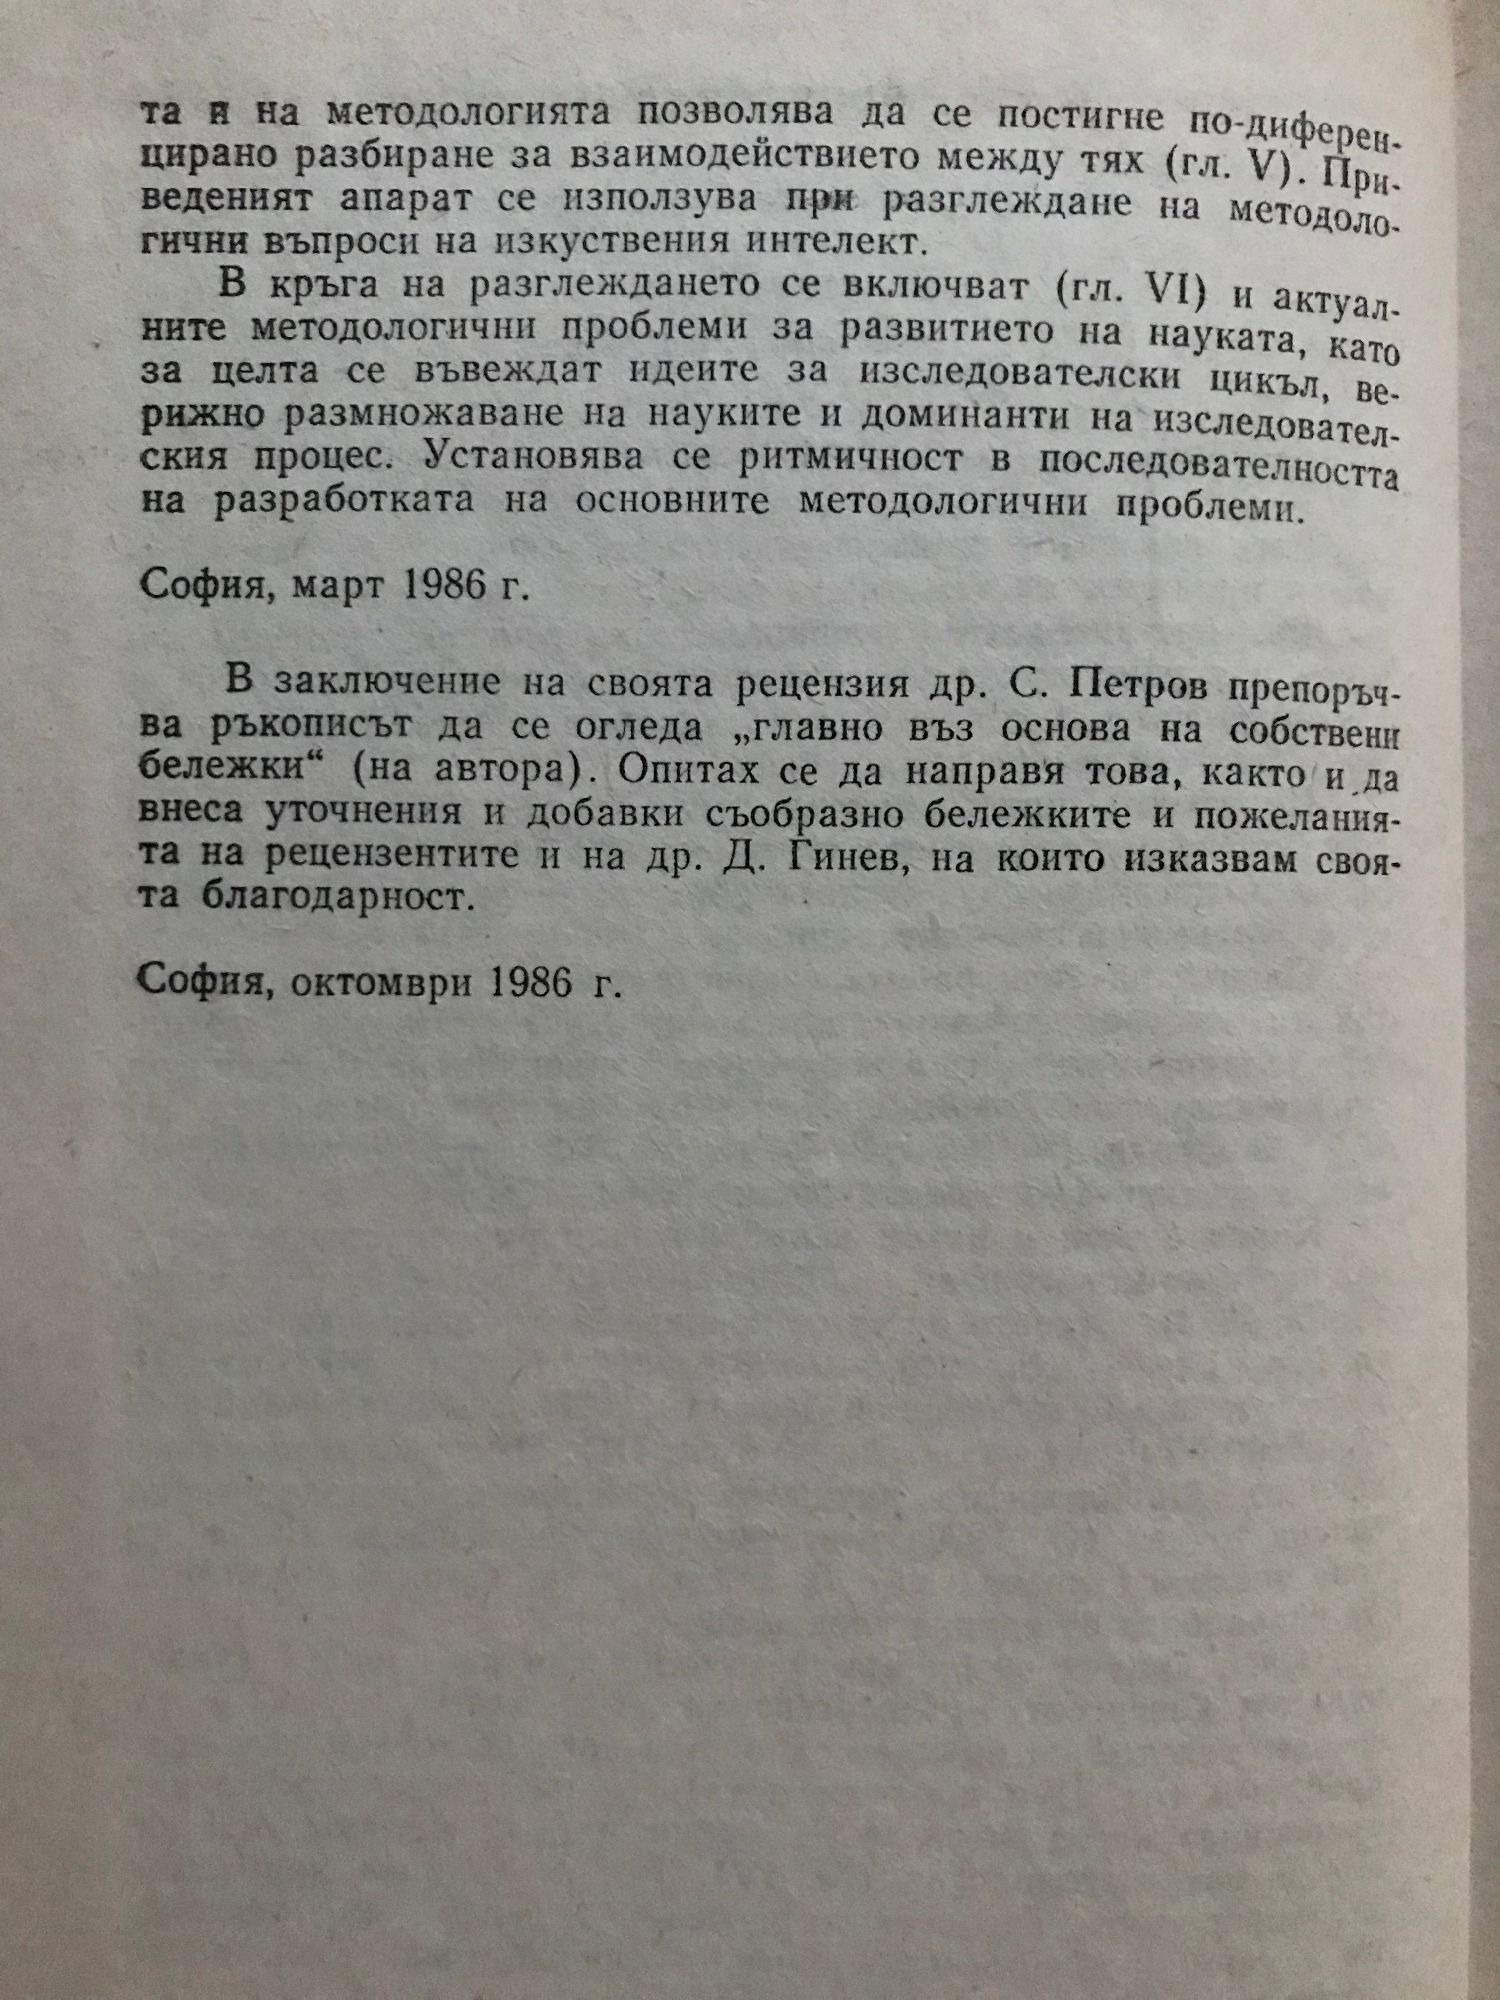 та и на методологията позволява да се постигне по-диферен-
цирано разбиране за взаимодействието между тях (гл. V). При-
веденият апарат се използува при разглеждане на методоло-
гични въпроси на изкуствения интелект.
В кръга на разглеждането се включват (гл. VI) и актуал-
ните методологични проблеми за развитието на науката, като
за целта се въвеждат идеите за изследователски цикъл, ве-
рижно размножаване на науките и доминанти на изследовател-
ския процес. Установява се ритмичност в последователността
на разработката на основните методологични проблеми.
София, март 1986 г.
В заключение на своята рецензия др. С. Петров препоръч-
ва ръкописът да се огледа „главно въз основа на собствени
бележки“ (на автора). Опитах се да направя това, както и да
внеса уточнения и добавки съобразно бележките и пожелания-
та на рецензентите и на др. Д. Гинев, на които изказвам своя-
та благодарност.
София, октомври 1986 г.